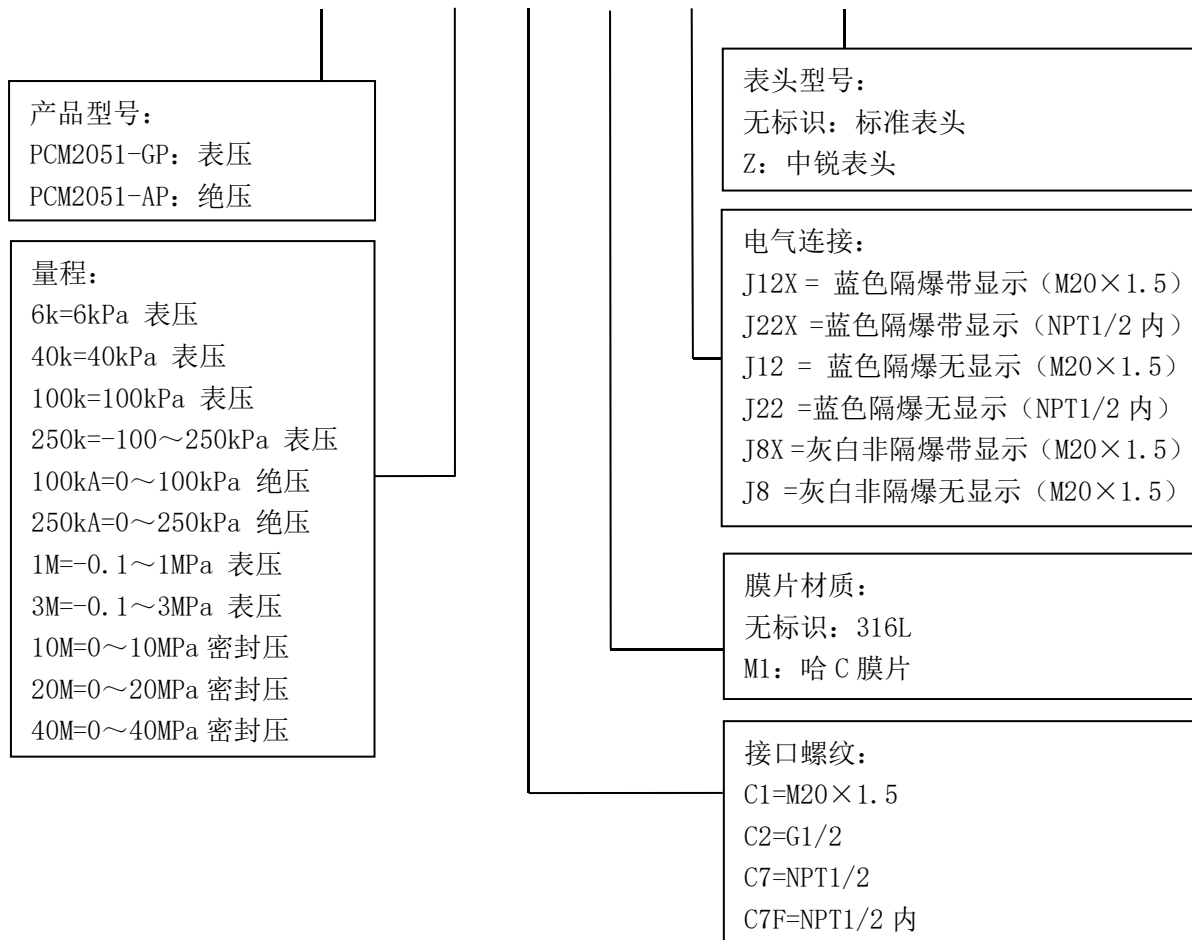 产品型号：
PCM2051-GP：表压
PCM2051-AP：绝压
量程：
6k=6kPa 表压
40k=40kPa 表压
100k=100kPa 表压
250k=-100～250kPa 表压
100kA=0～100kPa 绝压
250kA=0～250kPa 绝压
1M=-0.1～1MPa 表压
3M=-0.1～3MPa 表压
10M=0～10MPa 密封压
20M=0～20MPa 密封压
40M=0～40MPa 密封压
表头型号：
无标识：标准表头
Z：中锐表头
电气连接：
J12X = 蓝色隔爆带显示（M20×1.5）
J22X =蓝色隔爆带显示（NPT1/2 内）
J12 = 蓝色隔爆无显示（M20×1.5）
J22 =蓝色隔爆无显示（NPT1/2 内）
J8X =灰白非隔爆带显示（M20×1.5）
J8 =灰白非隔爆无显示（M20×1.5）
膜片材质：
无标识：316L
M1：哈 C 膜片
接口螺纹：
C1=M20×1.5
C2=G1/2
C7=NPT1/2
C7F=NPT1/2 内